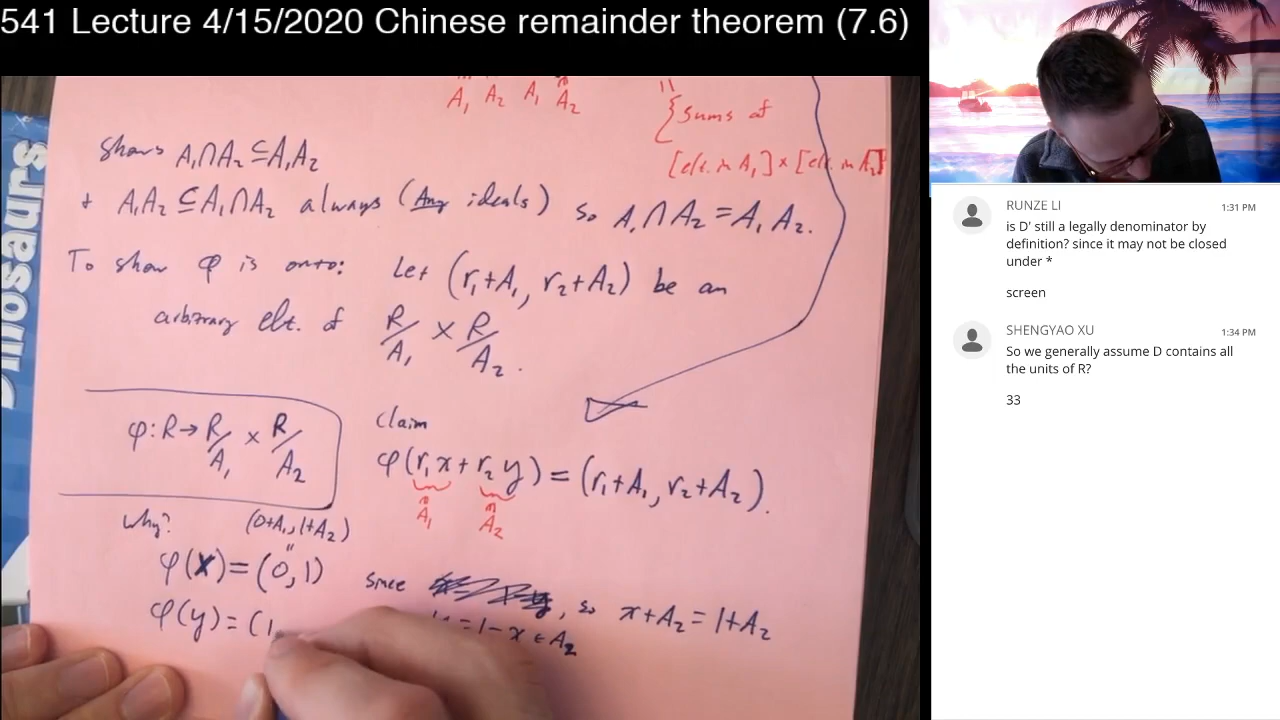 541 Lecture 4/15/2020 Chinese remainder theorem (7.6)
A₁ A₂ A₁ A₂
{ sums of
[elt. in A₁] × [elt. in A₂]
shows A₁∩A₂ ⊆ A₁A₂
+ A₁A₂ ⊆ A₁∩A₂ always (Any ideals) so A₁∩A₂ = A₁A₂.
To show φ is onto: Let (r₁+A₁, r₂+A₂) be an
arbitrary elt. of R/A₁ × R/A₂.
φ: R → R/A₁ × R/A₂
Claim
φ(r₁x + r₂y) = (r₁+A₁, r₂+A₂).
A₁ A₂
Why? (0+A₁, 1+A₂)
φ(x) = (0, 1) since , so x+A₂ = 1+A₂
= 1-x ∈ A₂
φ(y) = (1,
Dinosaurs
RUNZE LI 1:31 PM
is D' still a legally denominator by
definition? since it may not be closed
under *
screen
SHENGYAO XU 1:34 PM
So we generally assume D contains all
the units of R?
33